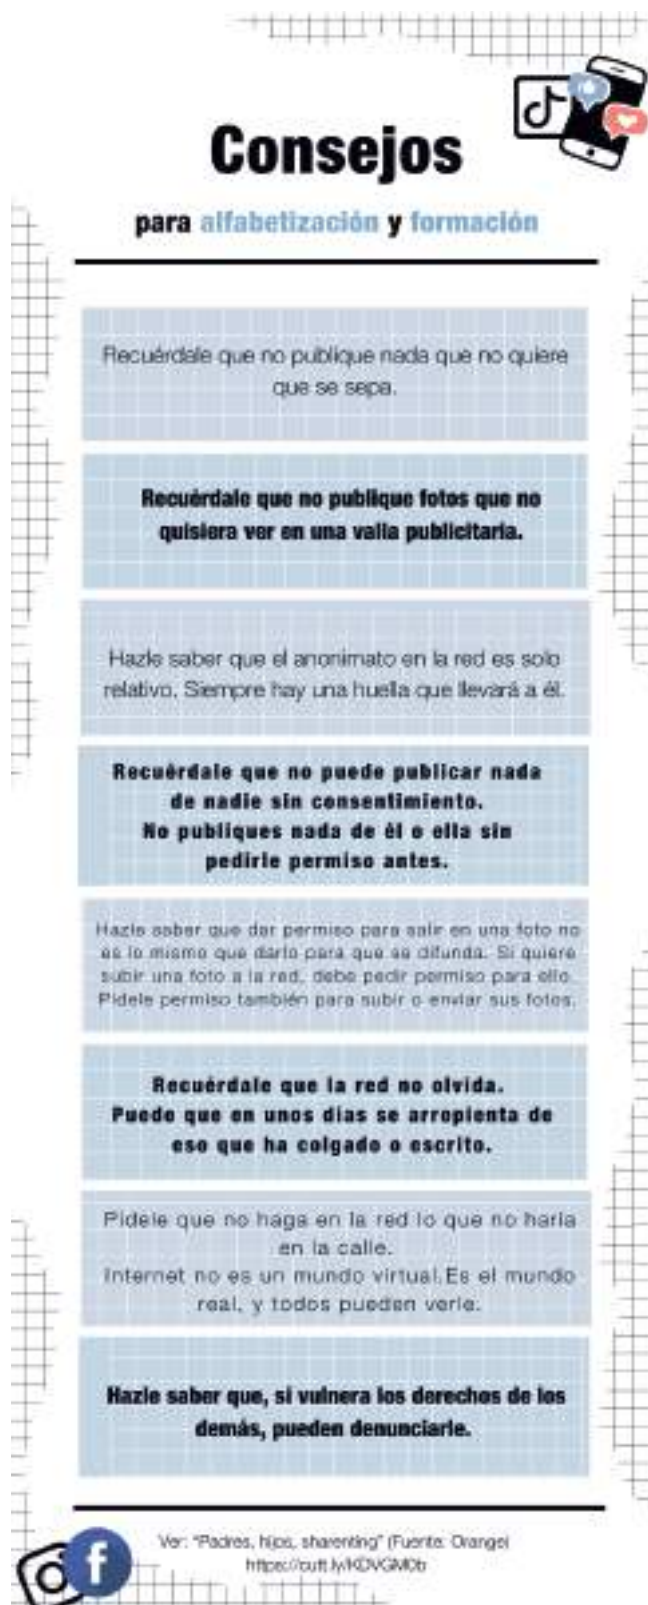 Consejos
para alfabetización y formación
Recuérdale que no publique nada que no quiere
que se sepa.
Recuérdale que no publique fotos que no
quisiera ver en una valla publicitaria.
Hazle saber que el anonimato en la red es solo
relativo. Siempre hay una huella que llevará a él.
Recuérdale que no puede publicar nada
de nadie sin consentimiento.
No publiques nada de él o ella sin
pedirle permiso antes.
Hazle saber que dar permiso para salir en una foto no
es lo mismo que darlo para que se difunda. Si quiere
subir una foto a la red, debe pedir permiso para ello.
Pídele permiso también para subir o enviar sus fotos.
Recuérdale que la red no olvida.
Puede que en unos días se arrepienta de
eso que ha colgado o escrito.
Pídele que no haga en la red lo que no haría
en la calle.
Internet no es un mundo virtual.Es el mundo
real, y todos pueden verle.
Hazle saber que, si vulnera los derechos de los
demás, pueden denunciarle.
Ver: "Padres, hijos, sharenting" (Fuente: Orange)